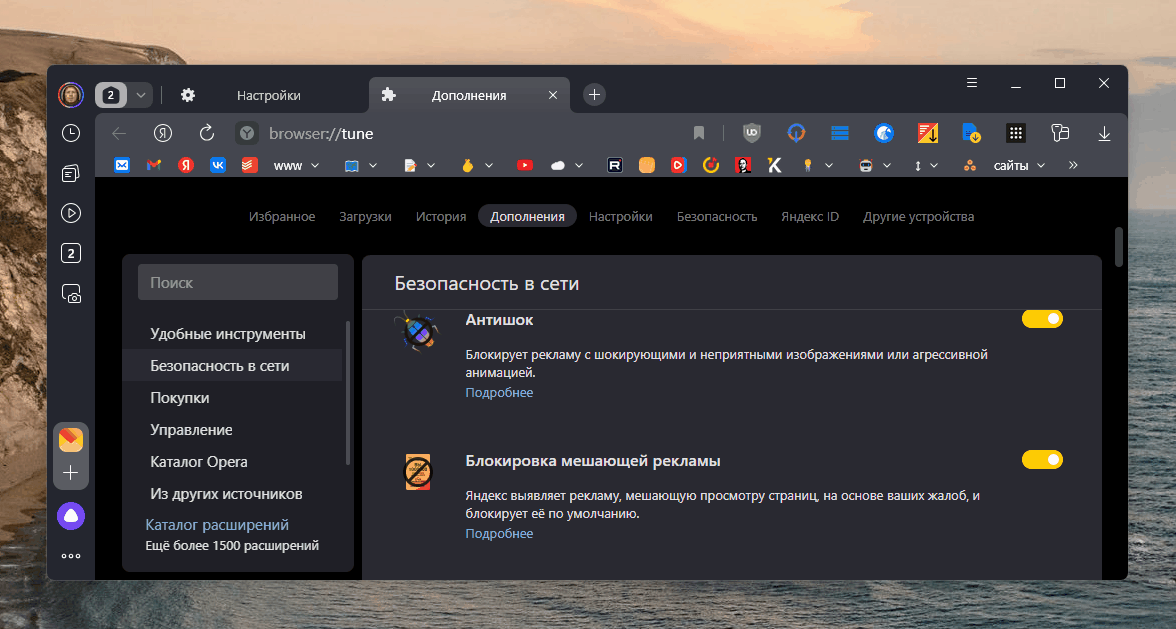 2
Настройки
Дополнения
browser://tune
www
сайты
Избранное
Загрузки
История
Дополнения
Настройки
Безопасность
Яндекс ID
Другие устройства
2
Поиск
Удобные инструменты
Безопасность в сети
Покупки
Управление
Каталог Opera
Из других источников
Каталог расширений
Ещё более 1500 расширений
Безопасность в сети
Антишок
Блокирует рекламу с шокирующими и неприятными изображениями или агрессивной
анимацией.
Подробнее
Блокировка мешающей рекламы
Яндекс выявляет рекламу, мешающую просмотру страниц, на основе ваших жалоб, и
блокирует её по умолчанию.
Подробнее